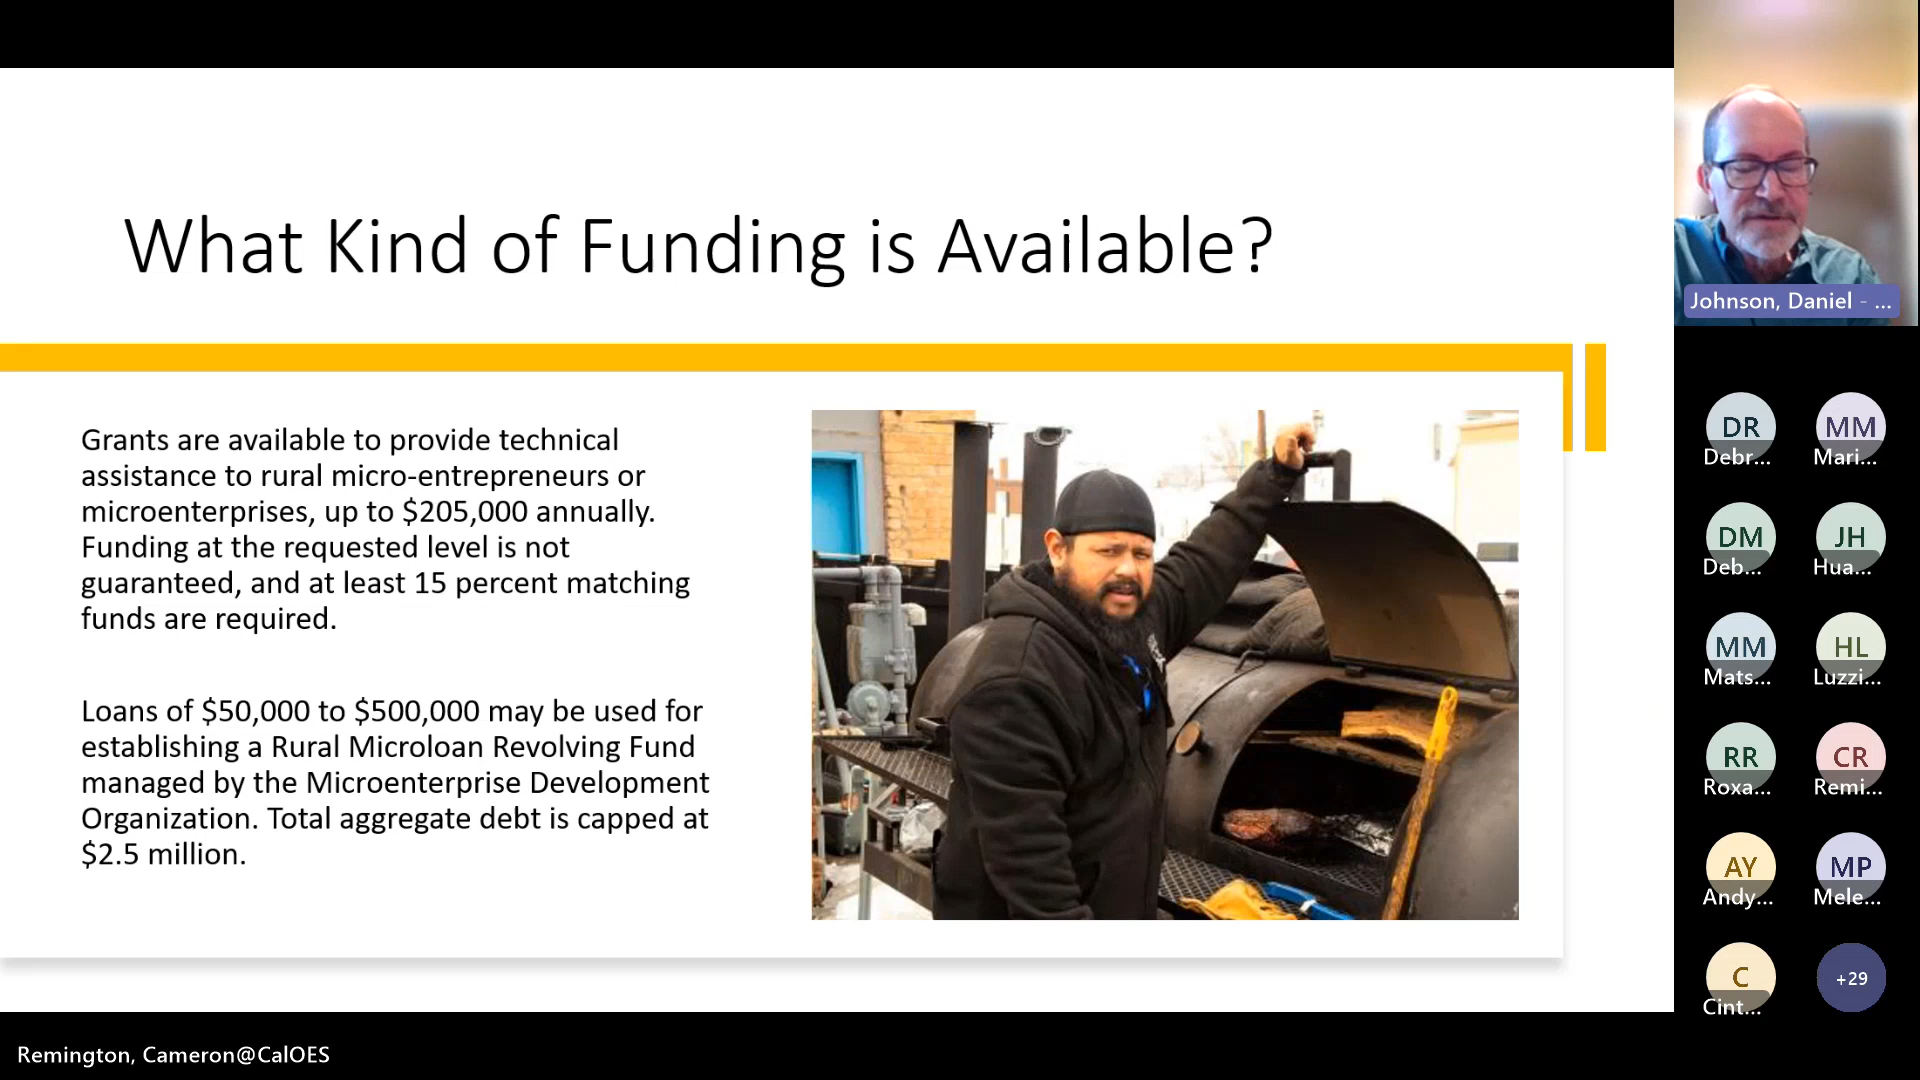 What Kind of Funding is Available?
Grants are available to provide technical
assistance to rural micro-entrepreneurs or
microenterprises, up to $205,000 annually.
Funding at the requested level is not
guaranteed, and at least 15 percent matching
funds are required.
Loans of $50,000 to $500,000 may be used for
establishing a Rural Microloan Revolving Fund
managed by the Microenterprise Development
Organization. Total aggregate debt is capped at
$2.5 million.
Johnson, Daniel - ...
DR
Debr...
MM
Mari...
DM
Deb...
JH
Hua...
MM
Mats...
HL
Luzzi...
RR
Roxa...
CR
Remi...
AY
Andy...
MP
Mele...
C
Cint...
+29
Remington, Cameron@CalOES